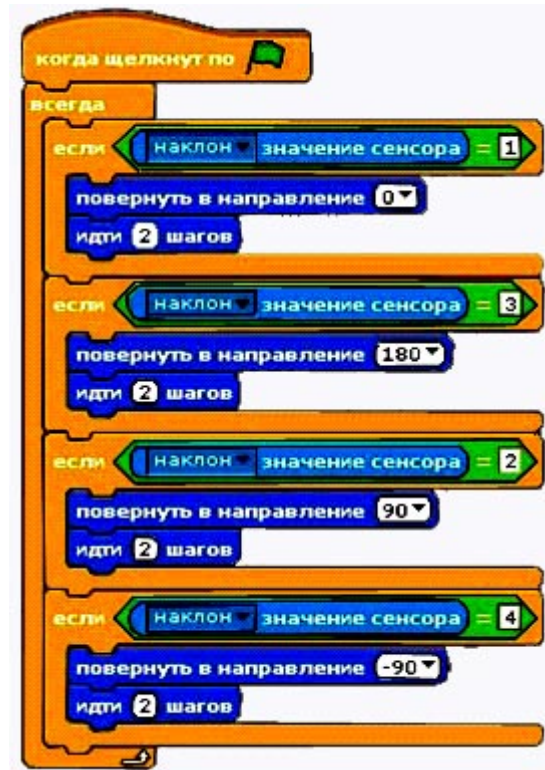 когда щелкнут по
всегда
если наклон значение сенсора = 1
повернуть в направление 0
идти 2 шагов
если наклон значение сенсора = 3
повернуть в направление 180
идти 2 шагов
если наклон значение сенсора = 2
повернуть в направление 90
идти 2 шагов
если наклон значение сенсора = 4
повернуть в направление -90
идти 2 шагов